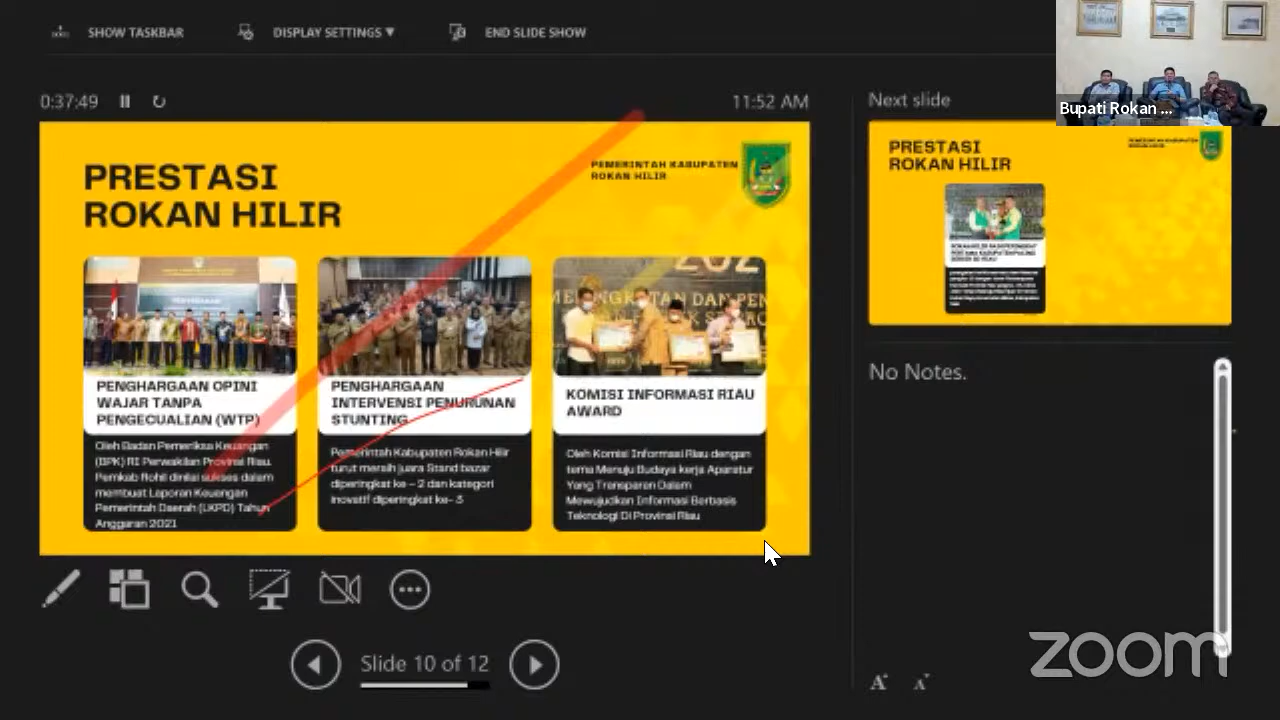 SHOW TASKBAR
DISPLAY SETTINGS ▼
END SLIDE SHOW
Bupati Rokan ...
0:37:49
11:52 AM
Next slide
PRESTASI
ROKAN HILIR
PEMERINTAH KABUPATEN
ROKAN HILIR
PENGHARGAAN OPINI
WAJAR TANPA
PENGECUALIAN (WTP)
Oleh Badan Pemeriksa Keuangan
(BPK) RI Perwakilan Provinsi Riau.
Pemkab Rohil dinilai sukses dalam
membuat Laporan Keuangan
Pemerintah Daerah (LKPD) Tahun
Anggaran 2021
PENGHARGAAN
INTERVENSI PENURUNAN
STUNTING
Pemerintah Kabupaten Rokan Hilir
turut meraih juara Stand bazar
diperingkat ke – 2 dan kategori
inovatif diperingkat ke- 3
KOMISI INFORMASI RIAU
AWARD
Oleh Komisi Informasi Riau dengan
tema Menuju Budaya kerja Aparatur
Yang Transparan Dalam
Mewujudkan Informasi Berbasis
Teknologi Di Provinsi Riau
PRESTASI
ROKAN HILIR
PEMERINTAH KABUPATEN
ROKAN HILIR
No Notes.
Slide 10 of 12
zoom